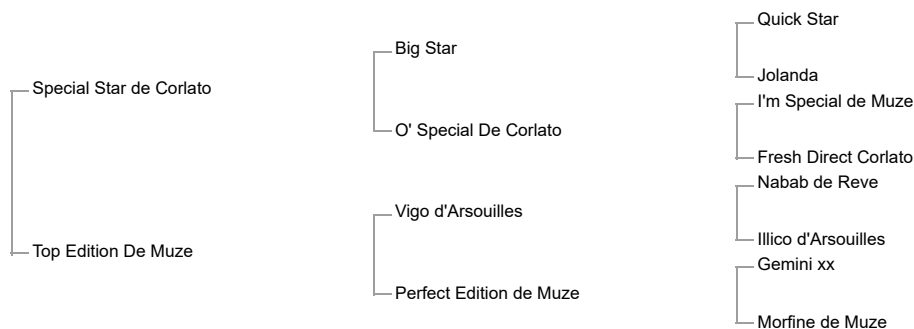 Quick Star
Big Star
Jolanda
Special Star de Corlato
I'm Special de Muze
O' Special De Corlato
Fresh Direct Corlato
Nabab de Reve
Vigo d'Arsouilles
Illico d'Arsouilles
Top Edition De Muze
Gemini xx
Perfect Edition de Muze
Morfine de Muze